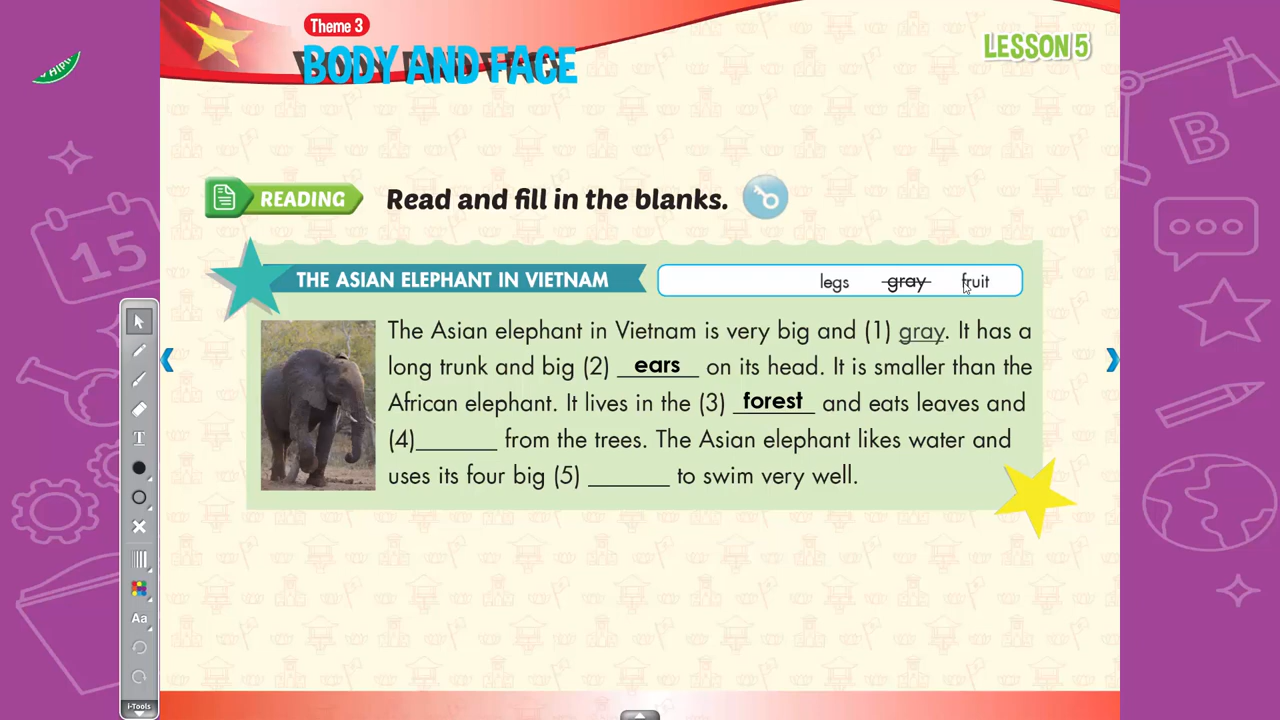 Theme 3
BODY AND FACE
LESSON 5
HIPU
15
B
READING
Read and fill in the blanks.
THE ASIAN ELEPHANT IN VIETNAM
legs gray fruit
The Asian elephant in Vietnam is very big and (1) gray. It has a
long trunk and big (2) ears on its head. It is smaller than the
African elephant. It lives in the (3) forest and eats leaves and
(4)_______ from the trees. The Asian elephant likes water and
uses its four big (5) _______ to swim very well.
T
Aa
i-Tools